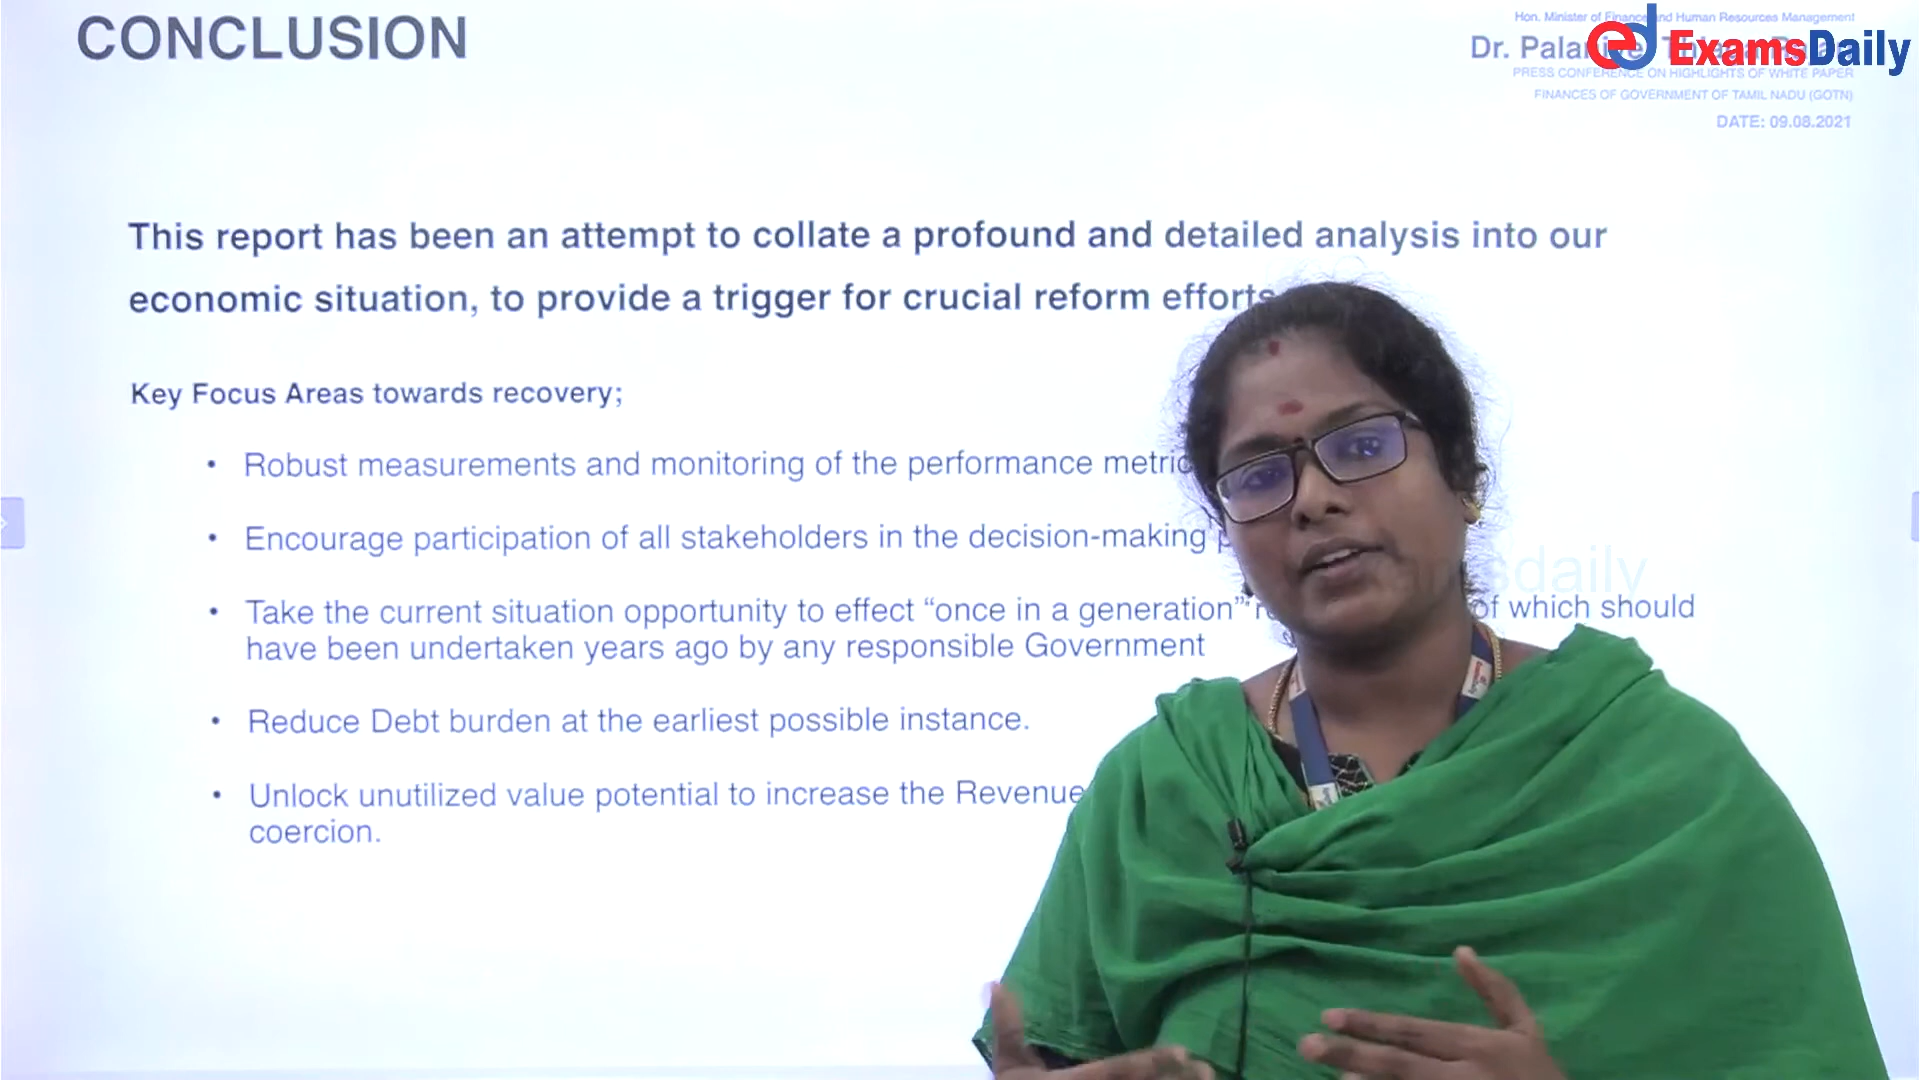 CONCLUSION
Hon. Minister of Finance and Human Resources Management
Dr. Pala
ExamsDaily
PRESS CONFERENCE ON HIGHLIGHTS OF WHITE PAPER
FINANCES OF GOVERNMENT OF TAMIL NADU (GOTN)
DATE: 09.08.2021
This report has been an attempt to collate a profound and detailed analysis into our
economic situation, to provide a trigger for crucial reform efforts
Key Focus Areas towards recovery;
• Robust measurements and monitoring of the performance metric
• Encourage participation of all stakeholders in the decision-making p
sdaily
• Take the current situation opportunity to effect “once in a generation” of which should
have been undertaken years ago by any responsible Government
• Reduce Debt burden at the earliest possible instance.
• Unlock unutilized value potential to increase the Revenue
coercion.